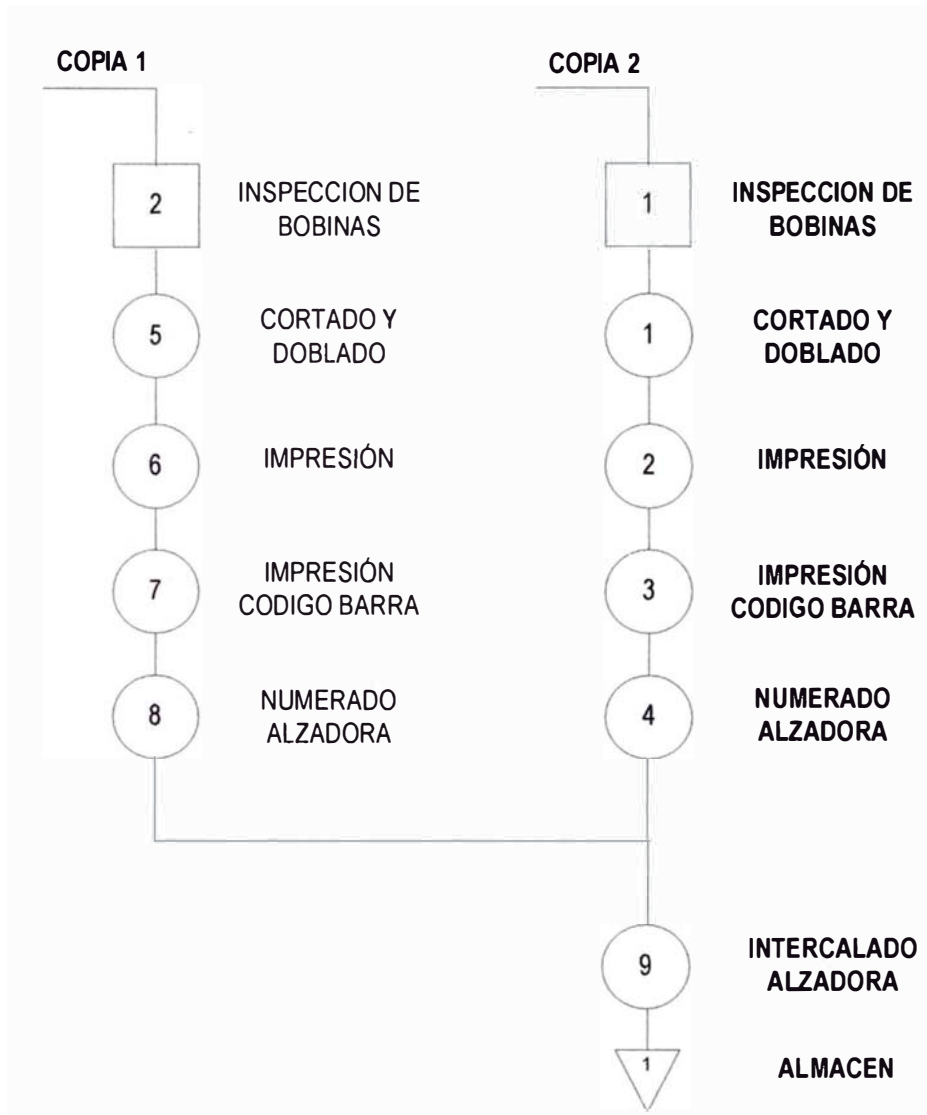 COPIA 1
2
INSPECCION DE
BOBINAS
5
CORTADO Y
DOBLADO
6
IMPRESIÓN
7
IMPRESIÓN
CODIGO BARRA
8
NUMERADO
ALZADORA
COPIA 2
1
INSPECCION DE
BOBINAS
1
CORTADO Y
DOBLADO
2
IMPRESIÓN
3
IMPRESIÓN
CODIGO BARRA
4
NUMERADO
ALZADORA
9
INTERCALADO
ALZADORA
1
ALMACEN